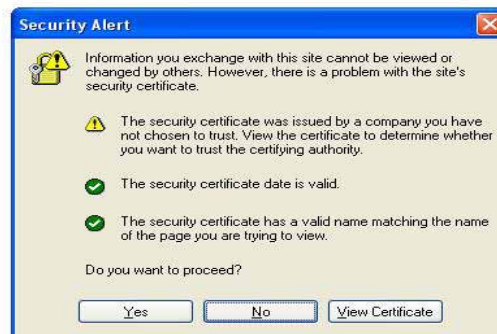 Security Alert
Information you exchange with this site cannot be viewed or
changed by others. However, there is a problem with the site's
security certificate.
The security certificate was issued by a company you have
not chosen to trust. View the certificate to determine whether
you want to trust the certifying authority.
The security certificate date is valid.
The security certificate has a valid name matching the name
of the page you are trying to view.
Do you want to proceed?
Yes No View Certificate